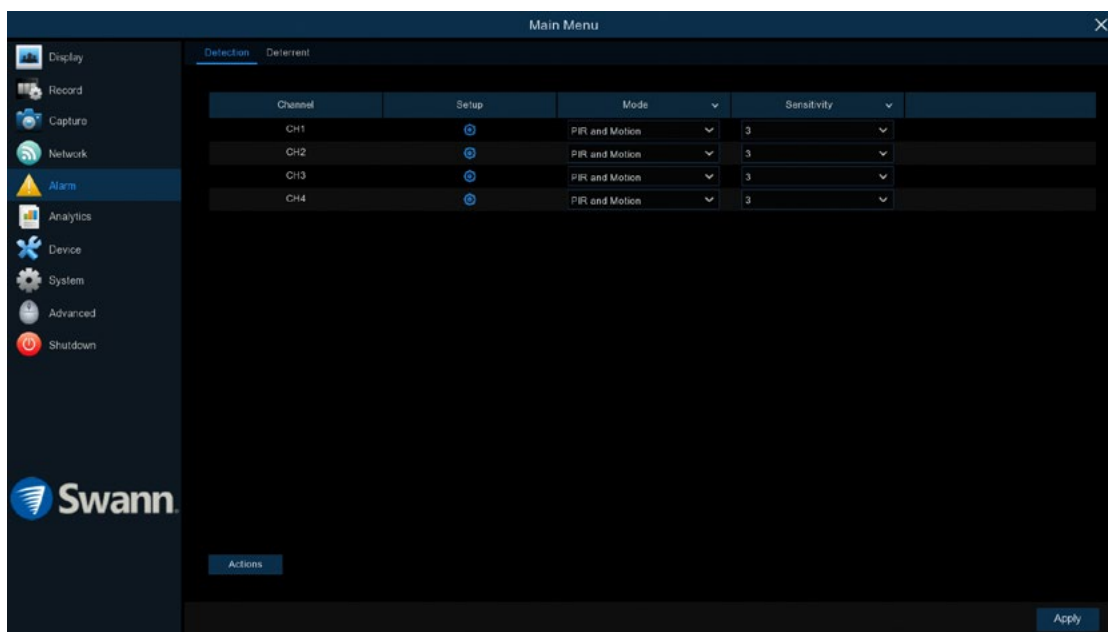 Main Menu
Display
Record
Capture
Network
Alarm
Analytics
Device
System
Advanced
Shutdown
Swann.
Detection Deterrent
Channel Setup Mode Sensitivity
CH1 PIR and Motion 3
CH2 PIR and Motion 3
CH3 PIR and Motion 3
CH4 PIR and Motion 3
Actions
Apply